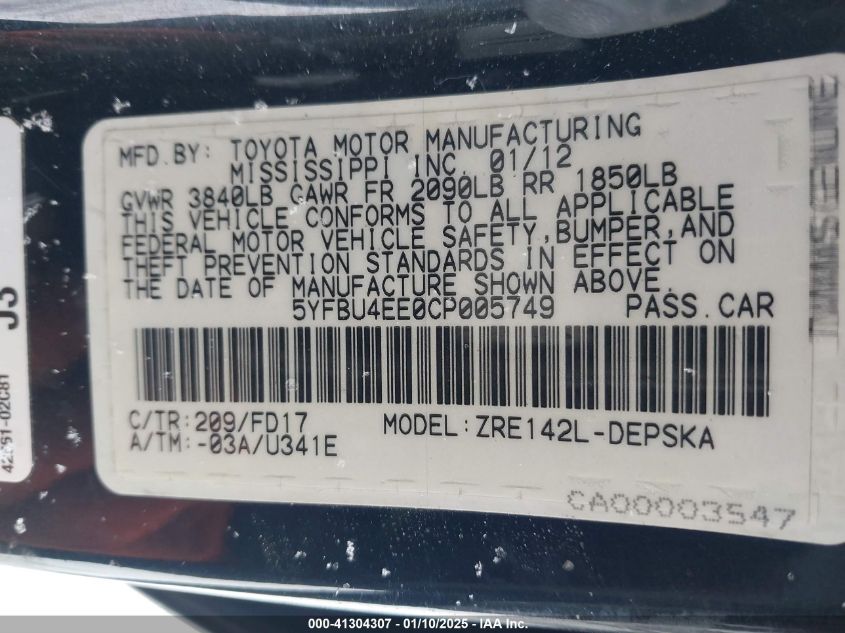 MFD.BY: TOYOTA MOTOR MANUFACTURING
MISSISSIPPI INC. 01/12
GVWR 3840LB GAWR FR 2090LB RR 1850LB
THIS VEHICLE CONFORMS TO ALL APPLICABLE
FEDERAL MOTOR VEHICLE SAFETY,BUMPER,AND
THEFT PREVENTION STANDARDS IN EFFECT ON
THE DATE OF MANUFACTURE SHOWN ABOVE.
5YFBU4EE0CP005749 PASS.CAR
C/TR:209/FD17 MODEL:ZRE142L-DEPSKA
A/TM:-03A/U341E
CA00003547
J3
000-41304307 - 01/10/2025 - IAA Inc.